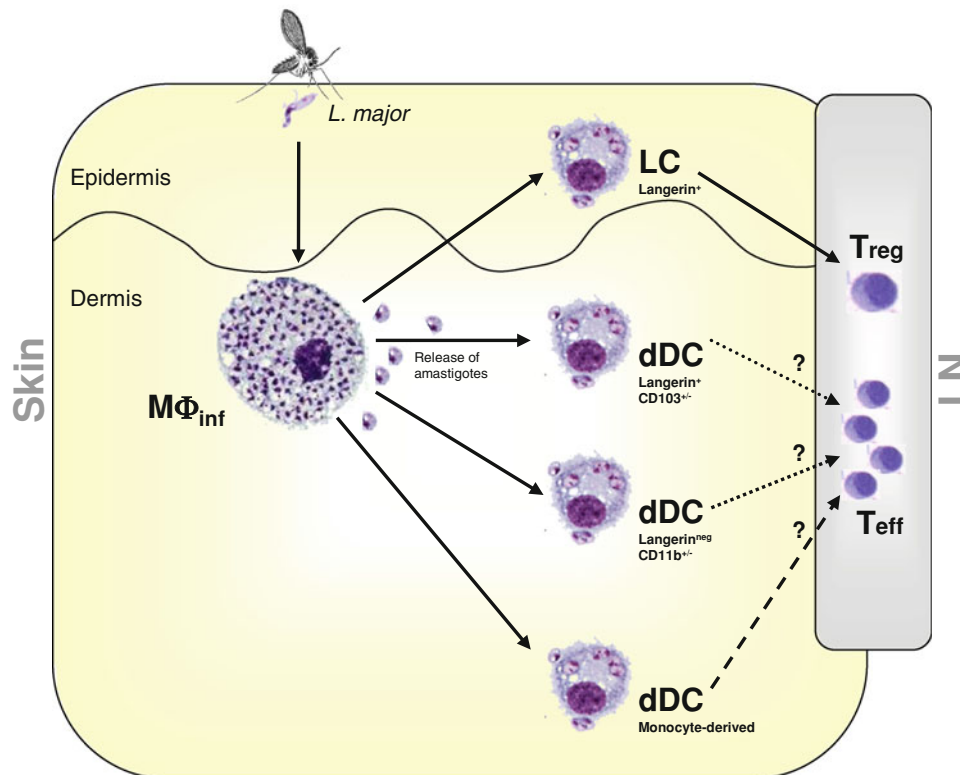 L. major
Epidermis
LC
Langerin⁺
Treg
Dermis
Release of
amastigotes
dDC
Langerin⁺
CD103⁺/⁻
?
MΦinf
Skin
LN
?
dDC
Langerinⁿᵉᵍ
CD11b⁺/⁻
?
Teff
dDC
Monocyte-derived